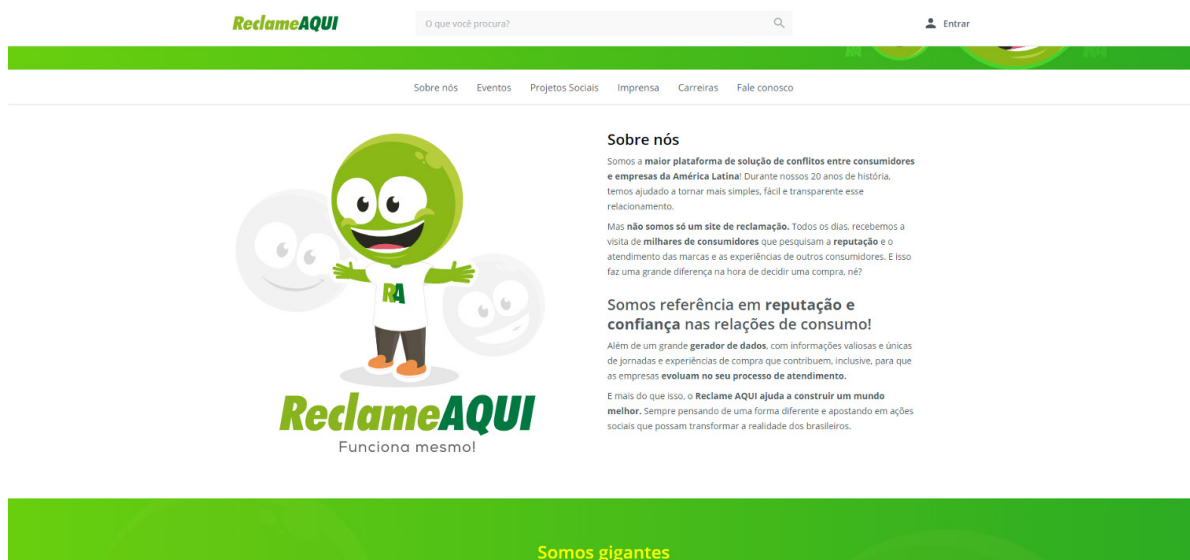 ReclameAQUI
O que você procura?
Entrar
Sobre nós Eventos Projetos Sociais Imprensa Carreiras Fale conosco
RA
ReclameAQUI
Funciona mesmo!
Sobre nós
Somos a maior plataforma de solução de conflitos entre consumidores
e empresas da América Latina! Durante nossos 20 anos de história,
temos ajudado a tornar mais simples, fácil e transparente esse
relacionamento.
Mas não somos só um site de reclamação. Todos os dias, recebemos a
visita de milhares de consumidores que pesquisam a reputação e o
atendimento das marcas e as experiências de outros consumidores. E isso
faz uma grande diferença na hora de decidir uma compra, né?
Somos referência em reputação e
confiança nas relações de consumo!
Além de um grande gerador de dados, com informações valiosas e únicas
de jornadas e experiências de compra que contribuem, inclusive, para que
as empresas evoluam no seu processo de atendimento.
E mais do que isso, o Reclame AQUI ajuda a construir um mundo
melhor. Sempre pensando de uma forma diferente e apostando em ações
sociais que possam transformar a realidade dos brasileiros.
Somos gigantes